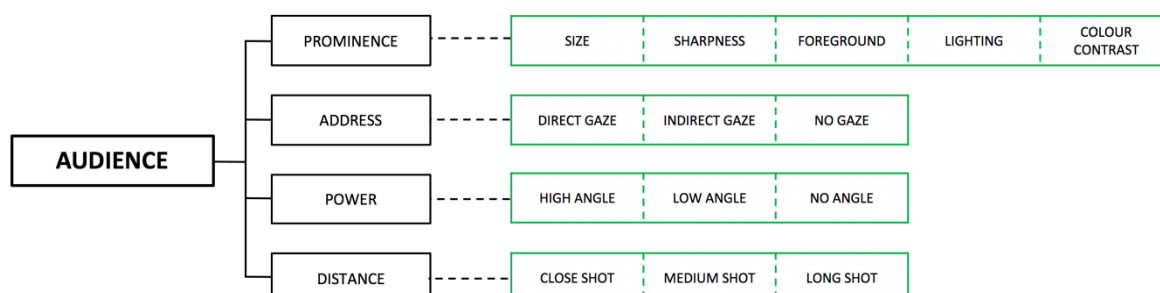 PROMINENCE
SIZE
SHARPNESS
FOREGROUND
LIGHTING
COLOUR
CONTRAST
ADDRESS
DIRECT GAZE
INDIRECT GAZE
NO GAZE
AUDIENCE
POWER
HIGH ANGLE
LOW ANGLE
NO ANGLE
DISTANCE
CLOSE SHOT
MEDIUM SHOT
LONG SHOT